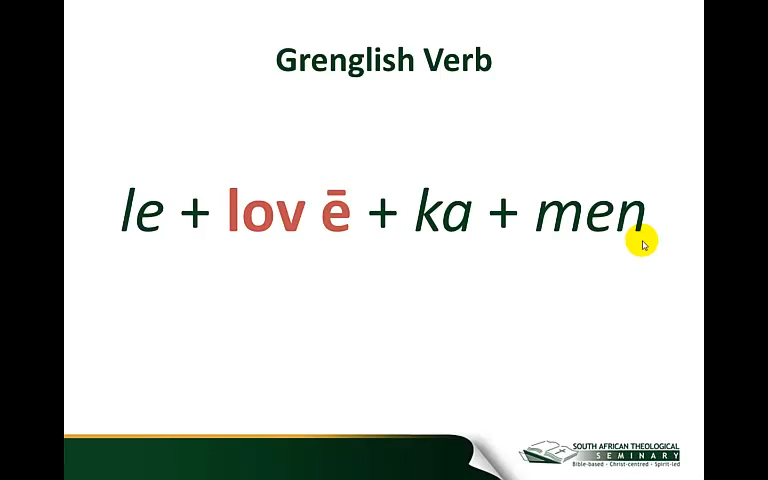 Grenglish Verb
le + lov ē + ka + men
SOUTH AFRICAN THEOLOGICAL
SEMINARY
Bible-based · Christ-centred · Spirit-led